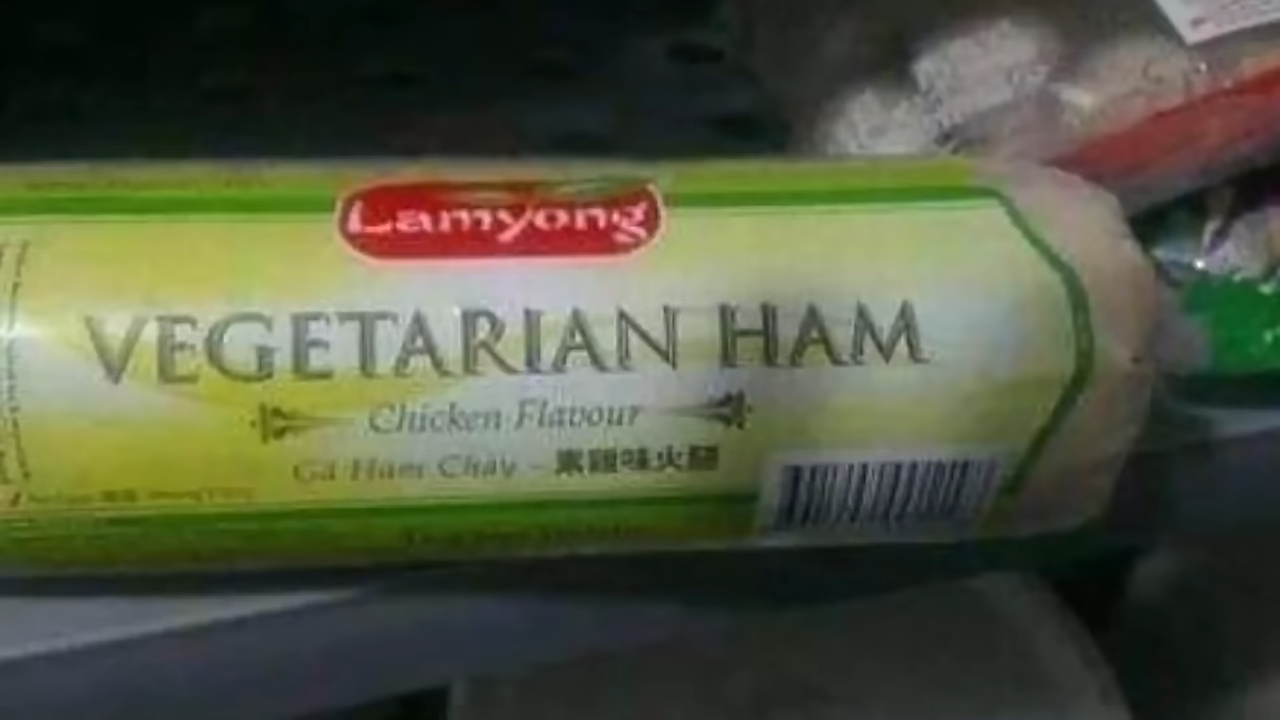 Lamyong
VEGETARIAN HAM
Chicken Flavour
Gà Ham Chay - 素雞味火腿